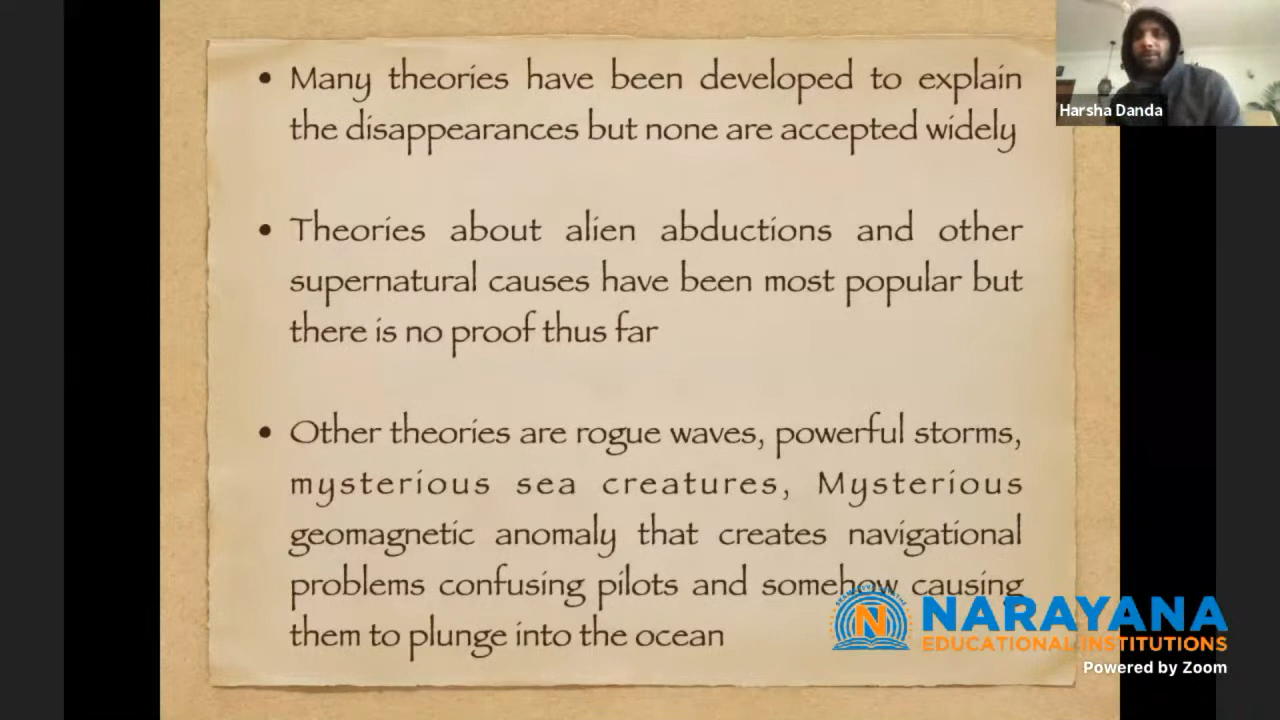 • Many theories have been developed to explain
the disappearances but none are accepted widely
• Theories about alien abductions and other
supernatural causes have been most popular but
there is no proof thus far
• Other theories are rogue waves, powerful storms,
mysterious sea creatures, Mysterious
geomagnetic anomaly that creates navigational
problems confusing pilots and somehow causing
them to plunge into the ocean
Harsha Danda
NARAYANA
EDUCATIONAL INSTITUTIONS
Powered by Zoom